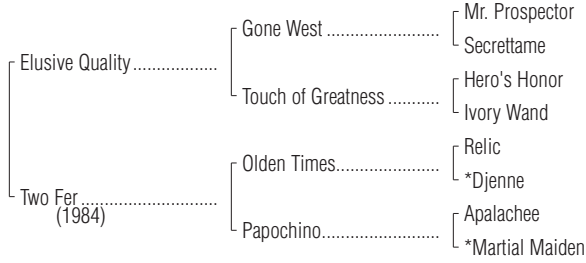 Mr. Prospector
Gone West ......................
Secrettame
Elusive Quality .................
Hero's Honor
Touch of Greatness ..........
Ivory Wand
Relic
Olden Times.....................
*Djenne
Two Fer...........................
(1984)
Apalachee
Papochino........................
*Martial Maiden